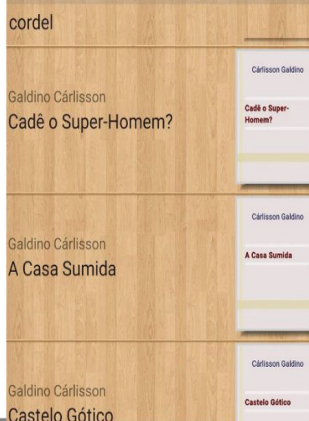 cordel
Galdino Cárlisson
Cadê o Super-Homem?
Cárlisson Galdino
Cadê o Super-
Homem?
Galdino Cárlisson
A Casa Sumida
Cárlisson Galdino
A Casa Sumida
Galdino Cárlisson
Castelo Gótico
Cárlisson Galdino
Castelo Gótico